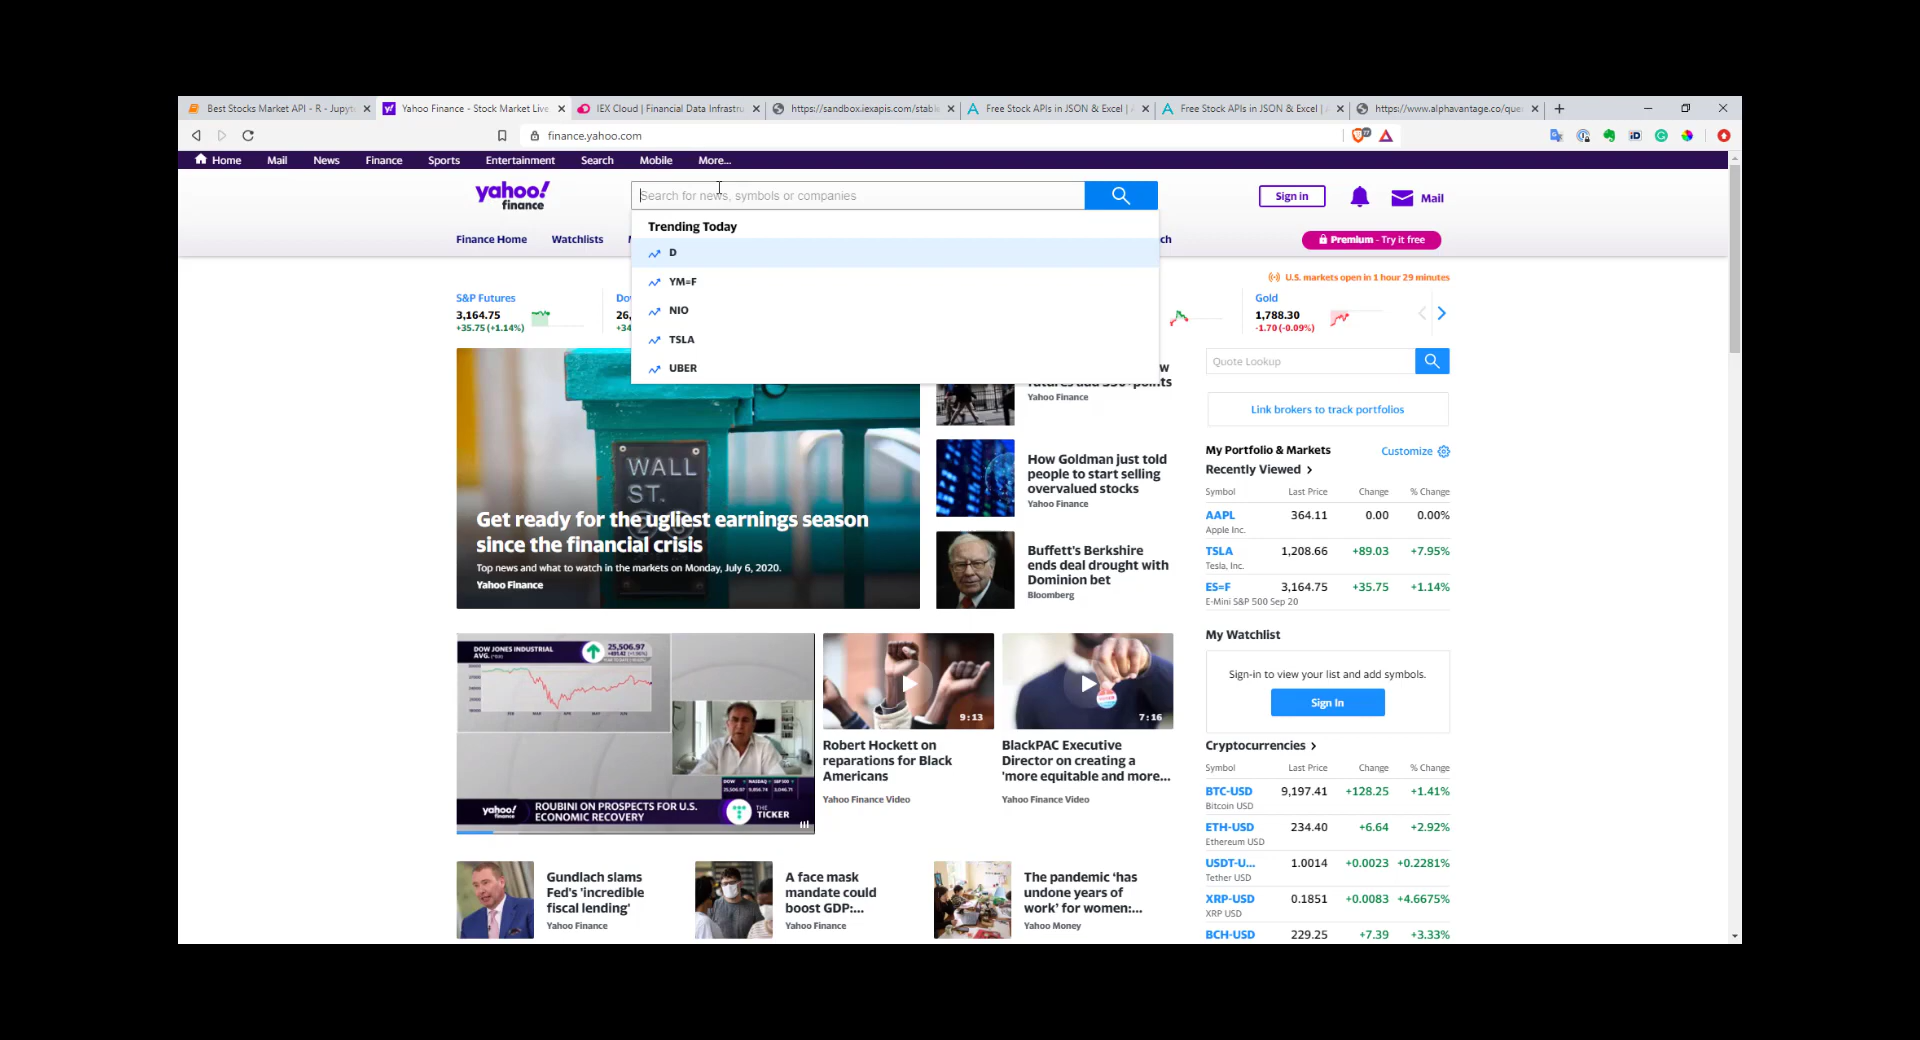 Best Stocks Market API - R - Jupyt
Yahoo Finance - Stock Market Live
IEX Cloud | Financial Data Infrastru
https://sandbox.iexapis.com/stabl
Free Stock APIs in JSON & Excel |
Free Stock APIs in JSON & Excel |
https://www.alphavantage.co/que
finance.yahoo.com
Home Mail News Finance Sports Entertainment Search Mobile More...
yahoo!
finance
Search for news, symbols or companies
Sign in
Mail
Trending Today
D
YM=F
NIO
TSLA
UBER
Finance Home Watchlists
ch
Premium - Try it free
U.S. markets open in 1 hour 29 minutes
S&P Futures
3,164.75
+35.75 (+1.14%)
Do
26,
+34
Gold
1,788.30
-1.70 (-0.09%)
WALL
ST.
Get ready for the ugliest earnings season
since the financial crisis
Top news and what to watch in the markets on Monday, July 6, 2020.
Yahoo Finance
Yahoo Finance
How Goldman just told
people to start selling
overvalued stocks
Yahoo Finance
Buffett's Berkshire
ends deal drought with
Dominion bet
Bloomberg
Quote Lookup
Link brokers to track portfolios
My Portfolio & Markets
Customize
Recently Viewed
Symbol Last Price Change % Change
AAPL 364.11 0.00 0.00%
Apple Inc.
TSLA 1,208.66 +89.03 +7.95%
Tesla, Inc.
ES=F 3,164.75 +35.75 +1.14%
E-Mini S&P 500 Sep 20
DOW JONES INDUSTRIAL
AVG.
25,506.97
yahoo!
finance
ROUBINI ON PROSPECTS FOR U.S.
ECONOMIC RECOVERY
THE
TICKER
9:13
Robert Hockett on
reparations for Black
Americans
Yahoo Finance Video
7:16
BlackPAC Executive
Director on creating a
'more equitable and more...
Yahoo Finance Video
My Watchlist
Sign-in to view your list and add symbols.
Sign In
Cryptocurrencies
Symbol Last Price Change % Change
BTC-USD 9,197.41 +128.25 +1.41%
Bitcoin USD
ETH-USD 234.40 +6.64 +2.92%
Ethereum USD
USDT-U... 1.0014 +0.0023 +0.2281%
Tether USD
XRP-USD 0.1851 +0.0083 +4.6675%
XRP USD
BCH-USD 229.25 +7.39 +3.33%
Gundlach slams
Fed's 'incredible
fiscal lending'
Yahoo Finance
A face mask
mandate could
boost GDP:...
Yahoo Finance
The pandemic 'has
undone years of
work' for women:...
Yahoo Money